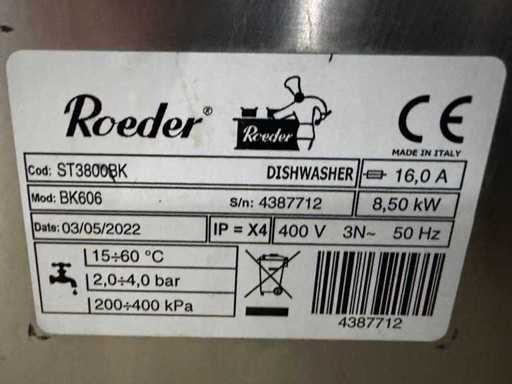 Roeder®
Roeder
CE
MADE IN ITALY
Cod: ST3800BK DISHWASHER 16,0 A
Mod: BK606 S/n: 4387712 8,50 kW
Date: 03/05/2022 IP = X4 400 V 3N~ 50 Hz
15÷60 °C
2,0÷4,0 bar
200÷400 kPa
4387712